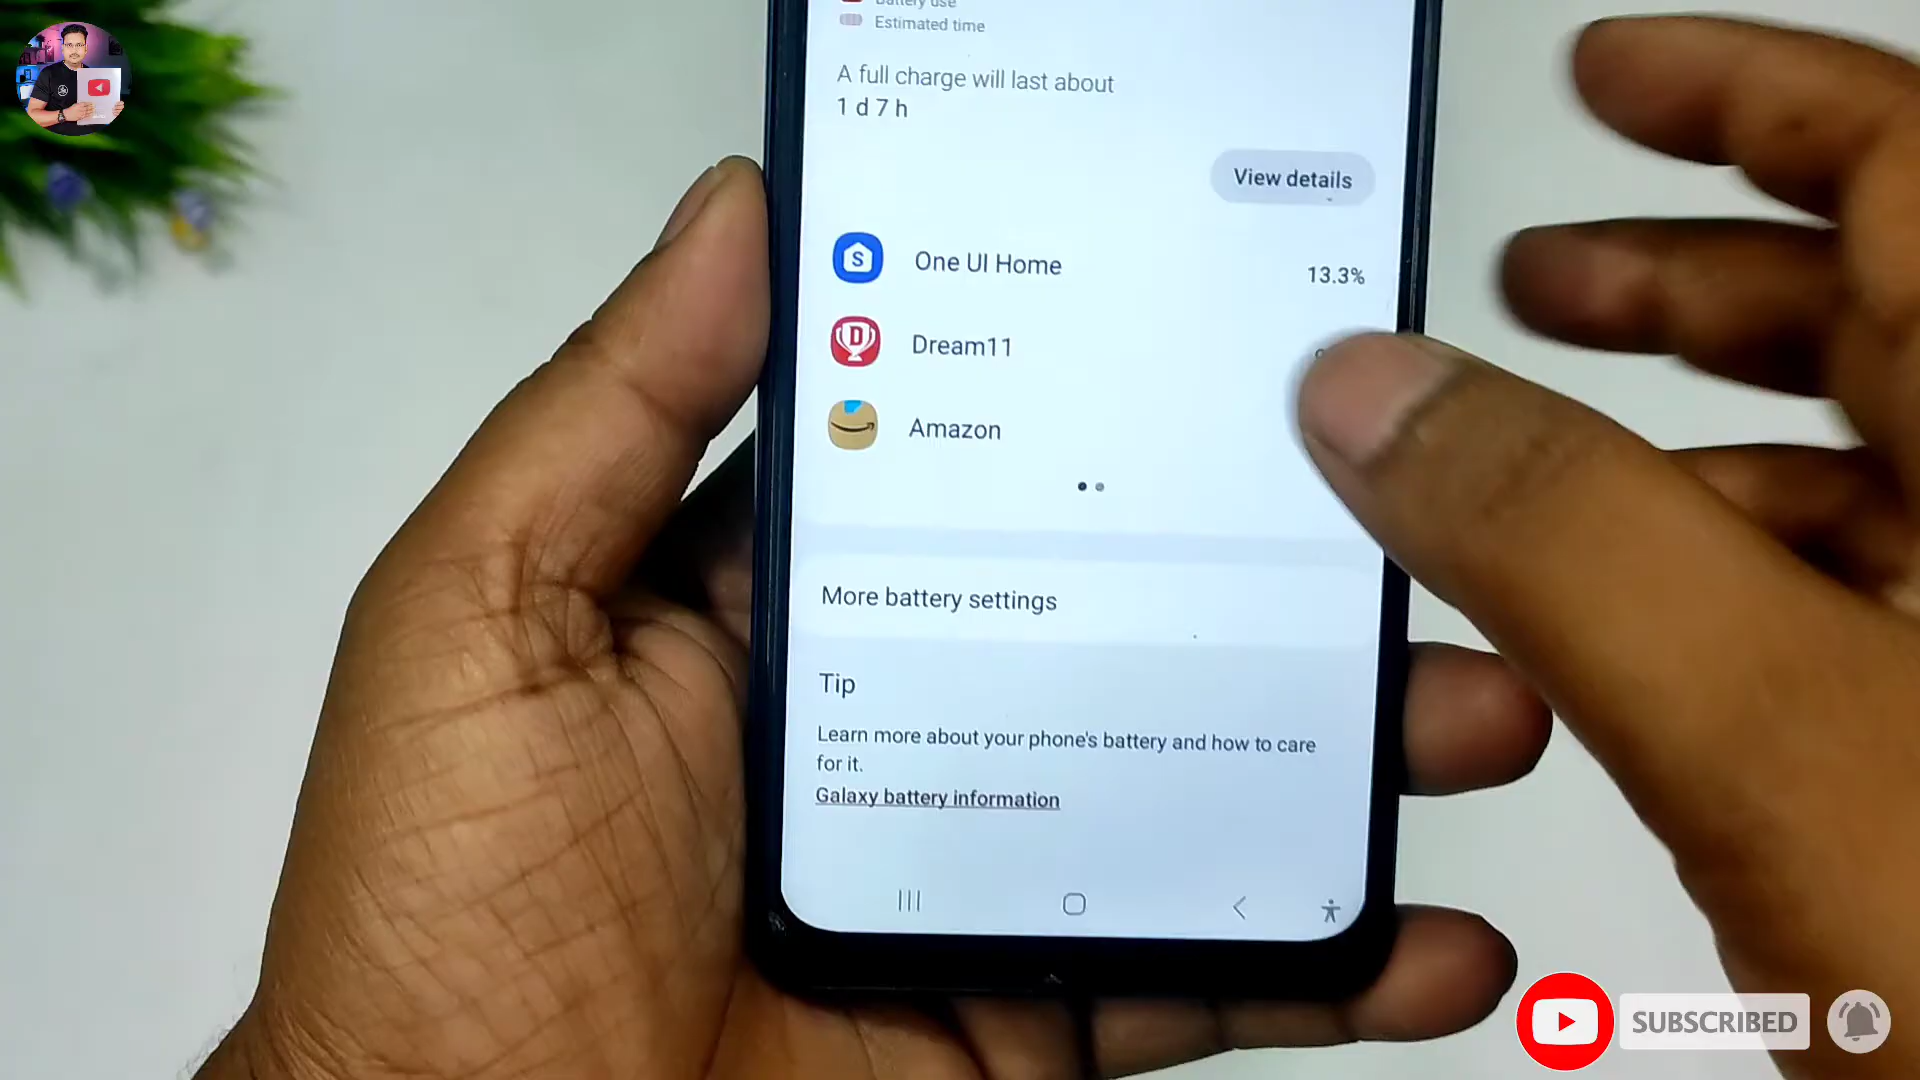 Battery use
Estimated time
A full charge will last about
1 d 7 h
View details
One UI Home
13.3%
Dream11
Amazon
More battery settings
Tip
Learn more about your phone's battery and how to care
for it.
Galaxy battery information
SUBSCRIBED